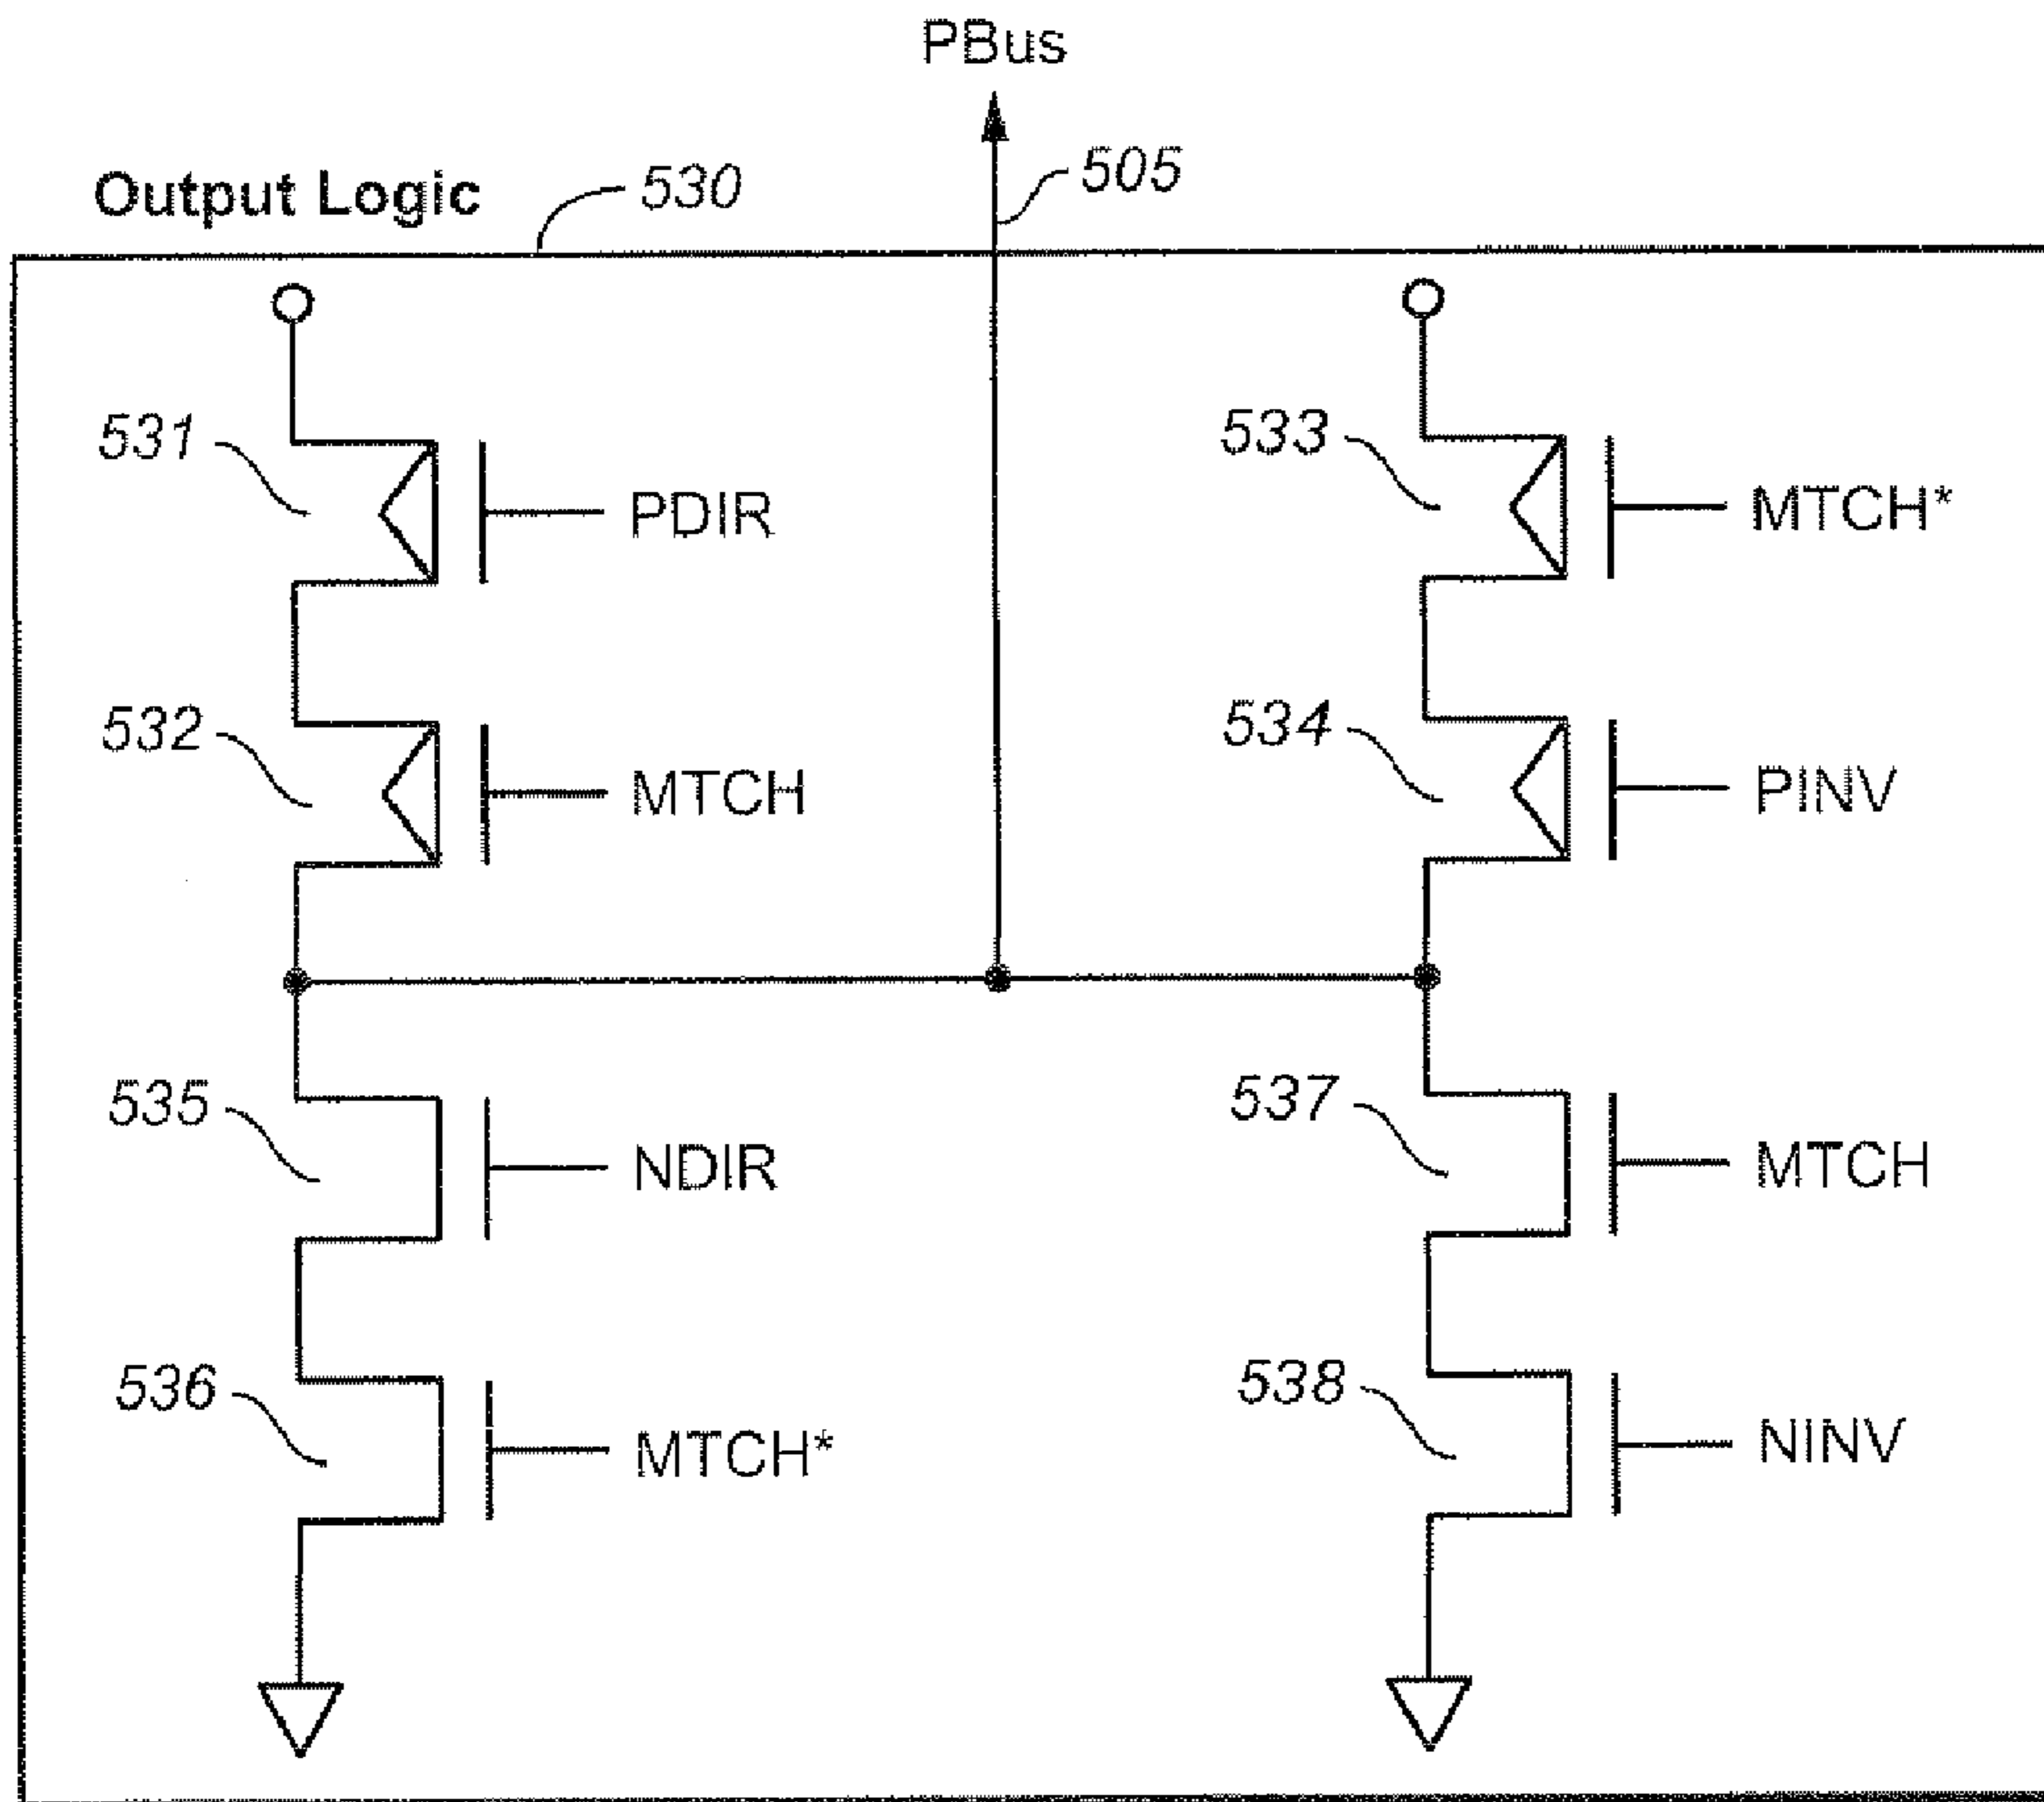 PBus
505
Output Logic
530
531
PDIR
533
MTCH*
532
MTCH
534
PINV
535
NDIR
537
MTCH
536
MTCH*
538
NINV